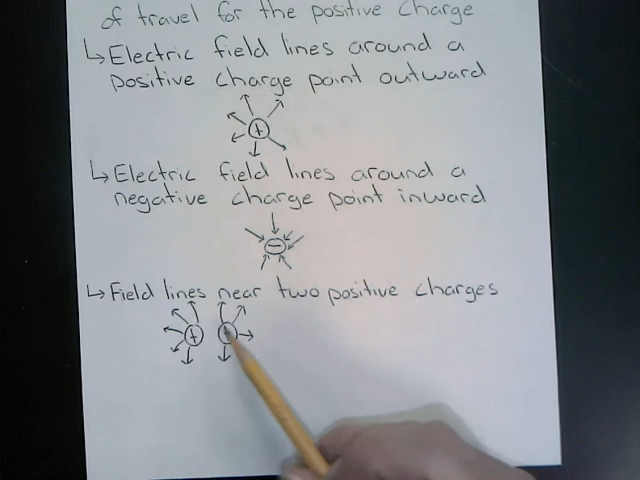 of travel for the positive charge
↳ Electric field lines around a
positive charge point outward
+
↳ Electric field lines around a
negative charge point inward
−
↳ Field lines near two positive charges
+ +